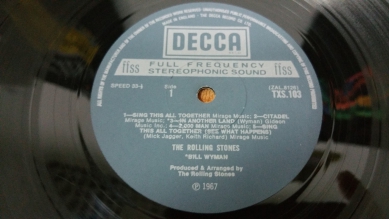 DECCA
ffss FULL FREQUENCY ffss
STEREOPHONIC SOUND
SPEED 33⅓ Side (ZAL.8126)
1 TXS.103
1—SING THIS ALL TOGETHER Mirage Music; 2—CITADEL
Mirage Music; *3—IN ANOTHER LAND (Wyman) Gideon
Music Inc.; 4—2,000 MAN Mirage Music; 5—SING
THIS ALL TOGETHER (SEE WHAT HAPPENS)
(Mick Jagger, Keith Richard) Mirage Music
THE ROLLING STONES
*BILL WYMAN
Produced & Arranged by
The Rolling Stones
℗ 1967